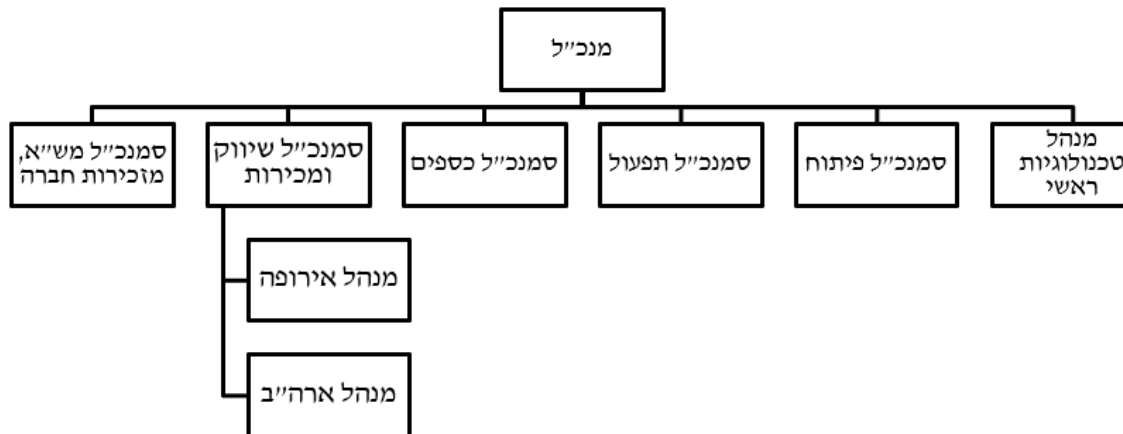 מנכ״ל
מנהל
טכנולוגיות
ראשי
סמנכ״ל פיתוח
סמנכ״ל תפעול
סמנכ״ל כספים
סמנכ״ל שיווק
ומכירות
סמנכ״ל מש״א,
מזכירות חברה
מנהל אירופה
מנהל ארה״ב